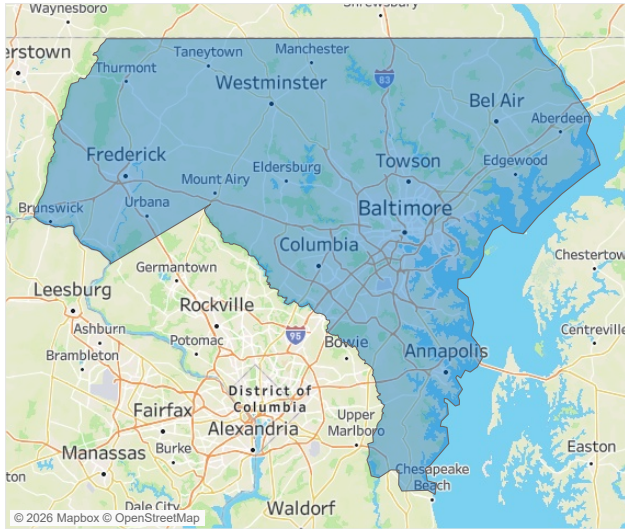 Waynesboro
Shrewsbury
erstown
Taneytown
Manchester
Thurmont
Westminster
83
Bel Air
Aberdeen
Frederick
Eldersburg
Towson
Edgewood
Mount Airy
Brunswick
Urbana
Baltimore
Columbia
Chestertow
Germantown
Leesburg
Rockville
Ashburn
95
Centreville
Brambleton
Potomac
Bowie
Annapolis
District of
Columbia
Fairfax
Upper
Marlboro
Alexandria
Burke
Easton
Manassas
Chesapeake
Beach
ton
Dale City
Waldorf
© 2026 Mapbox © OpenStreetMap